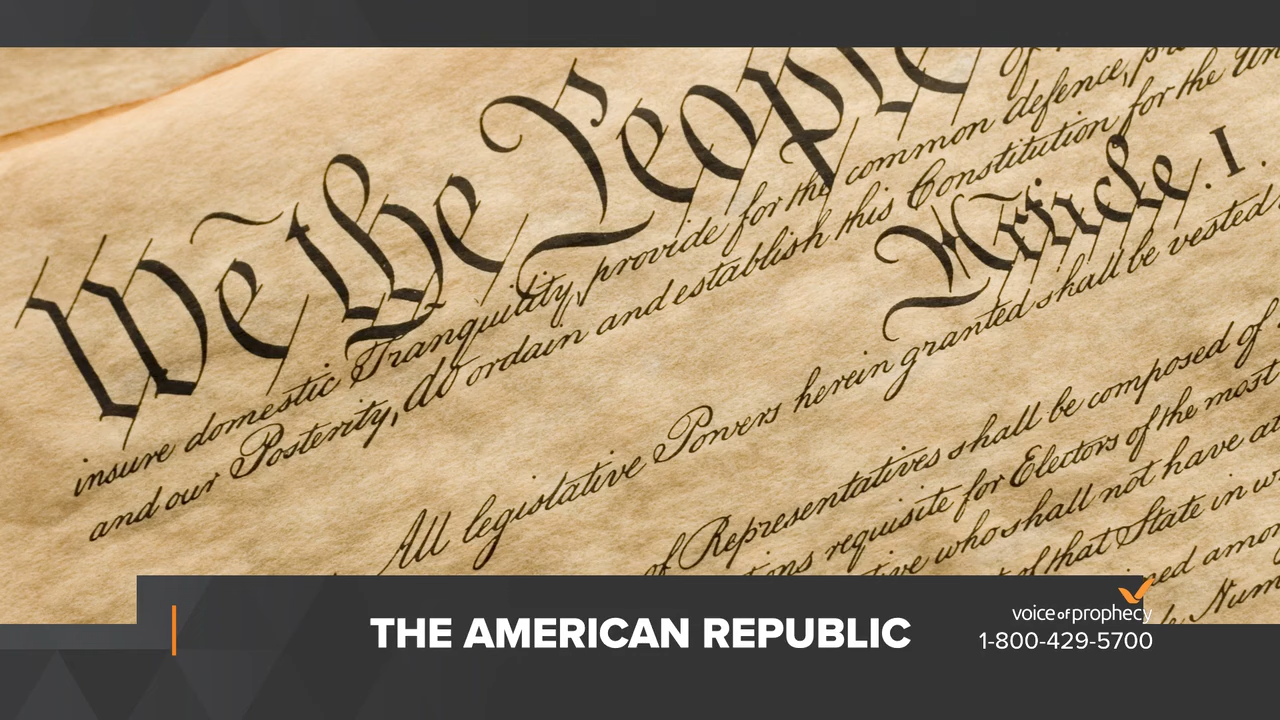 We the People
of
insure domestic Tranquility, provide for the common defence,
and our Posterity, do ordain and establish this Constitution for the
Article. I.
All legislative Powers herein granted shall be vested
of Representatives shall be composed of
requisite for Electors of the most
who shall not have
of that State in
among
Num
THE AMERICAN REPUBLIC
voice of prophecy
1-800-429-5700